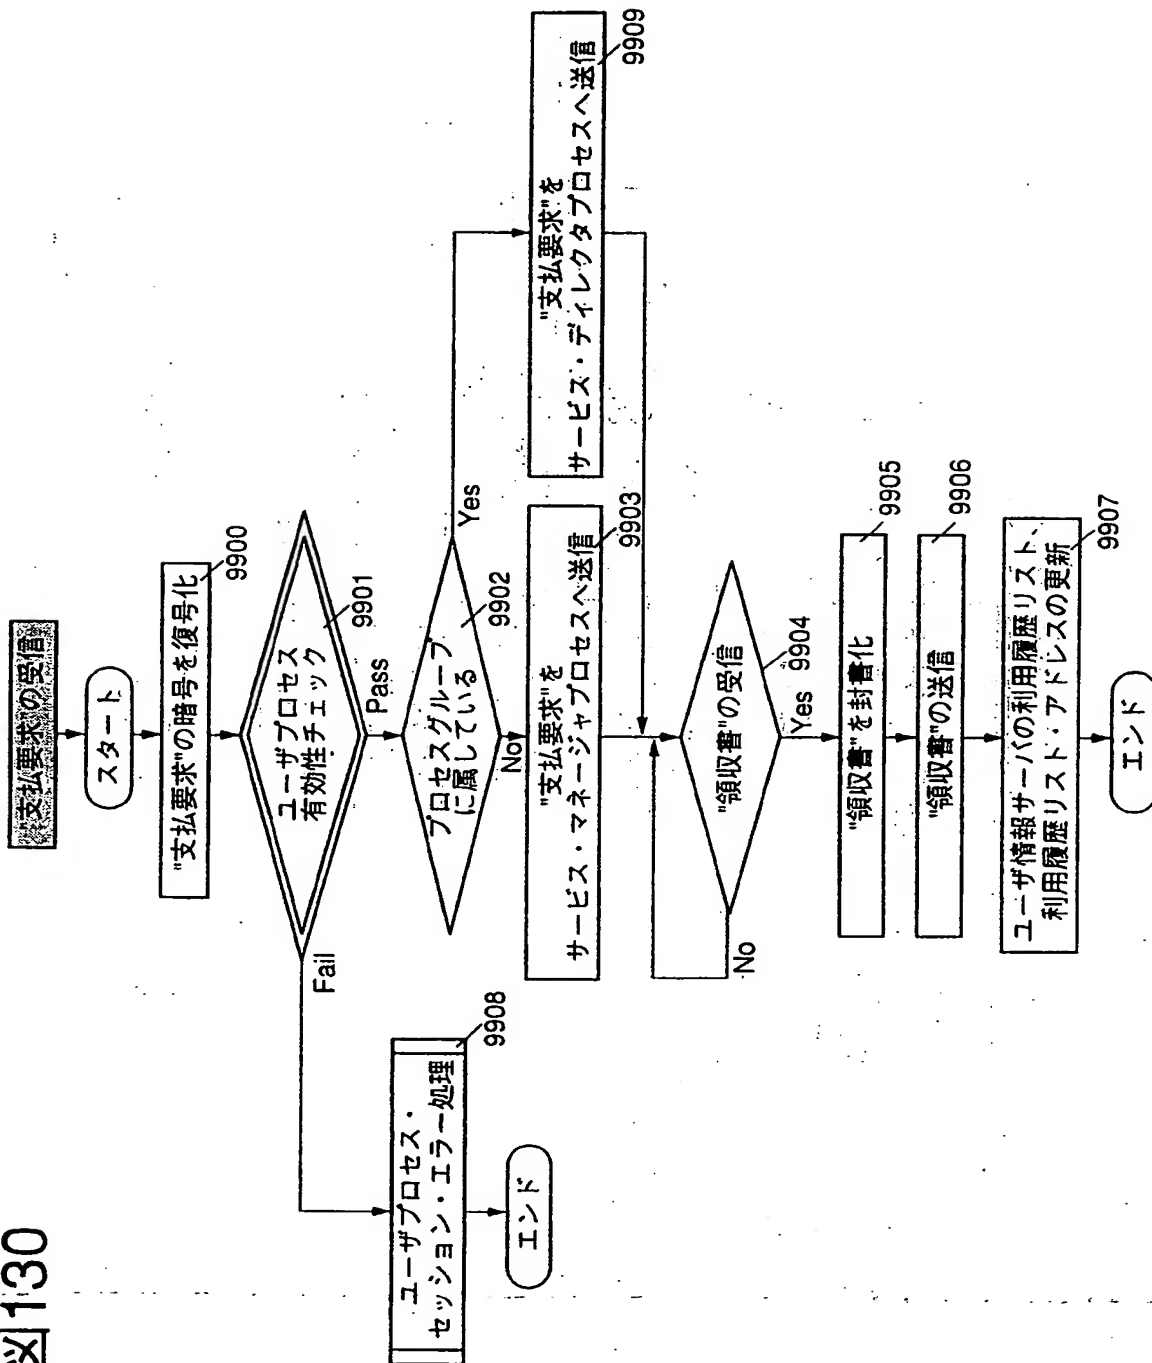 図130
"支払要求"の受信
スタート
"支払要求"の暗号を復号化
9900
ユーザプロセス
有効性チェック
9901
Fail
Pass
プロセスグループ
に属している
9902
Yes
No
"支払要求"を
サービス・マネージャプロセスへ送信
9903
"支払要求"を
サービス・ディレクタプロセスへ送信
9909
"領収書"の受信
9904
No
Yes
"領収書"を封書化
9905
"領収書"の送信
9906
ユーザ情報サーバの利用履歴リスト、
利用履歴リスト・アドレスの更新
9907
エンド
ユーザプロセス・
セッション・エラー処理
9908
エンド